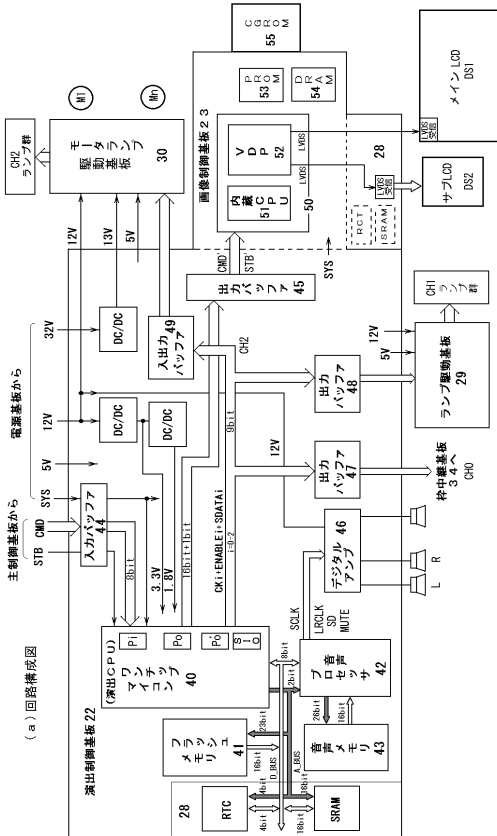 (a)回路構成図
主制御基板から
電源基板から
STB
CMD
SYS
5V
12V
32V
12V
13V
5V
CH2
ランプ群
M1
Mn
演出制御基板22
(演出CPU)
ワンチップ
マイコン
40
Pi
Po
Po'
SIO
入力バッファ
44
8bit
DC/DC
DC/DC
DC/DC
3.3V
1.8V
16bit+1bit
CKi+ENABLEi+SDATAi
i=0-2
9bit
入出力
バッファ
49
モータランプ
駆動
基板
30
出力バッファ
45
CMD'
STB'
CH2
SYS
画像制御基板23
内蔵CPU
51
VDP
52
50
PROM
53
DRAM
54
CGROM
55
LVDS
LVDS
LVDS
受信
メインLCD
DS1
LVDS
受信
サブLCD
DS2
28
RCT
SRAM
フラッシュ
メモリ
41
23bit
16bit
D_BUS
A_BUS
8bit
2bit
音声
プロセッサ
42
26bit
16bit
音声メモリ
43
SCLK
LRCLK
SD
MUTE
デジタル
アンプ
46
12V
L
R
出力
バッファ
47
枠中継基板
34へ
CH0
出力
バッファ
48
5V
12V
ランプ駆動基板
29
CH1
ランプ群
28
RTC
4bit
4bit
SRAM
16bit
16bit